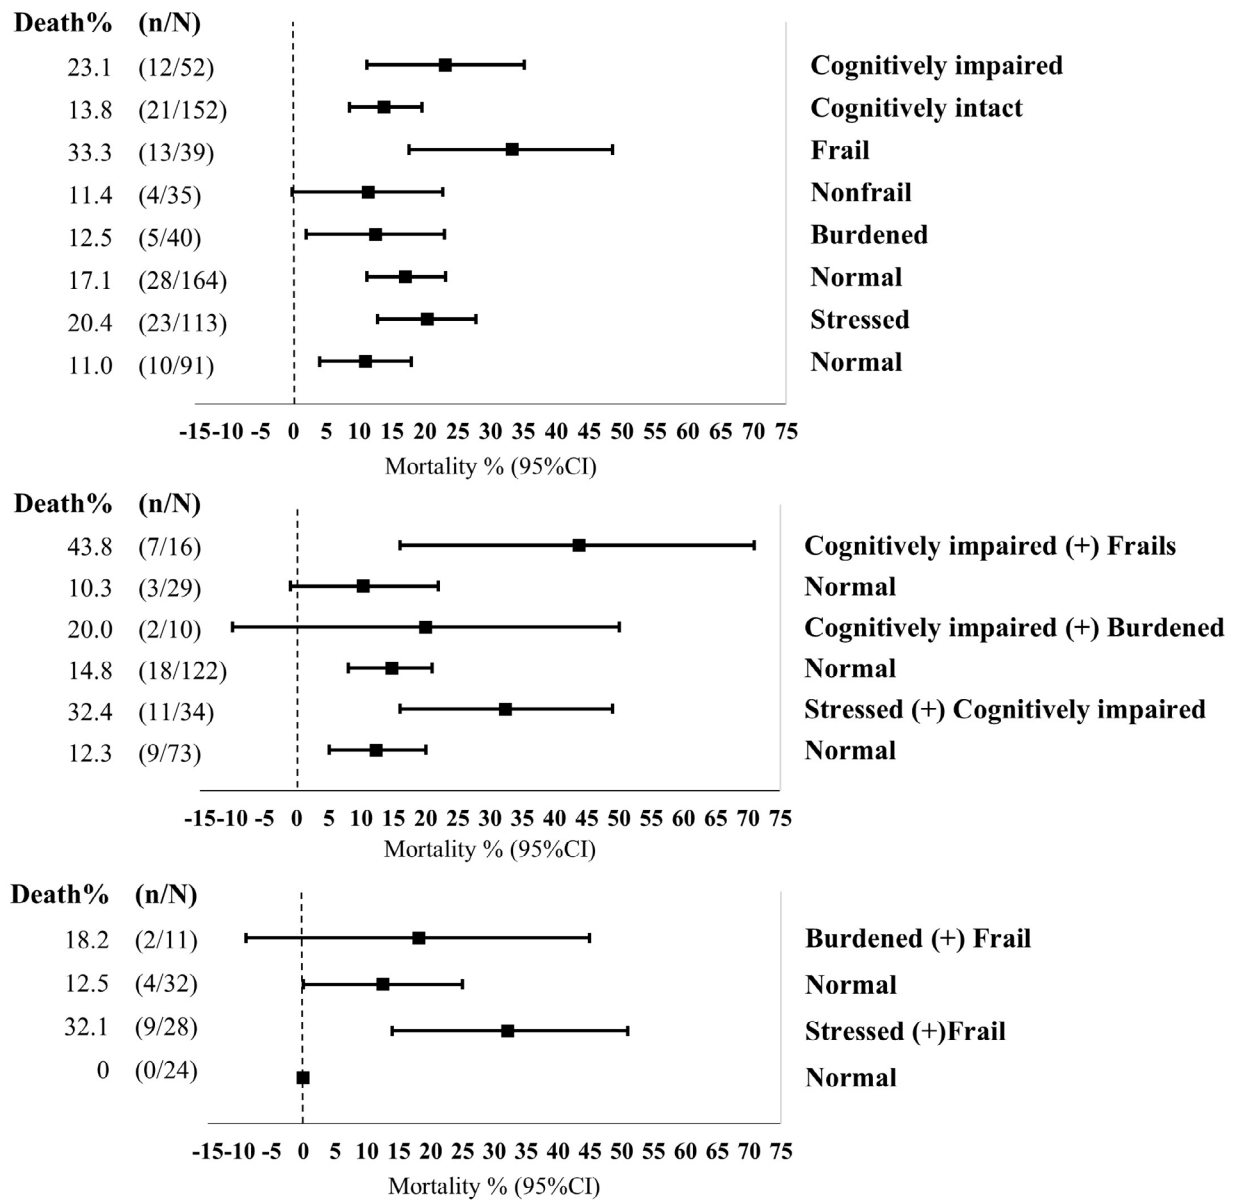 Death% (n/N)
23.1 (12/52) Cognitively impaired
13.8 (21/152) Cognitively intact
33.3 (13/39) Frail
11.4 (4/35) Nonfrail
12.5 (5/40) Burdened
17.1 (28/164) Normal
20.4 (23/113) Stressed
11.0 (10/91) Normal
-15 -10 -5 0 5 10 15 20 25 30 35 40 45 50 55 60 65 70 75
Mortality % (95%CI)
Death% (n/N)
43.8 (7/16) Cognitively impaired (+) Frails
10.3 (3/29) Normal
20.0 (2/10) Cognitively impaired (+) Burdened
14.8 (18/122) Normal
32.4 (11/34) Stressed (+) Cognitively impaired
12.3 (9/73) Normal
-15 -10 -5 0 5 10 15 20 25 30 35 40 45 50 55 60 65 70 75
Mortality % (95%CI)
Death% (n/N)
18.2 (2/11) Burdened (+) Frail
12.5 (4/32) Normal
32.1 (9/28) Stressed (+)Frail
0 (0/24) Normal
-15 -10 -5 0 5 10 15 20 25 30 35 40 45 50 55 60 65 70 75
Mortality % (95%CI)